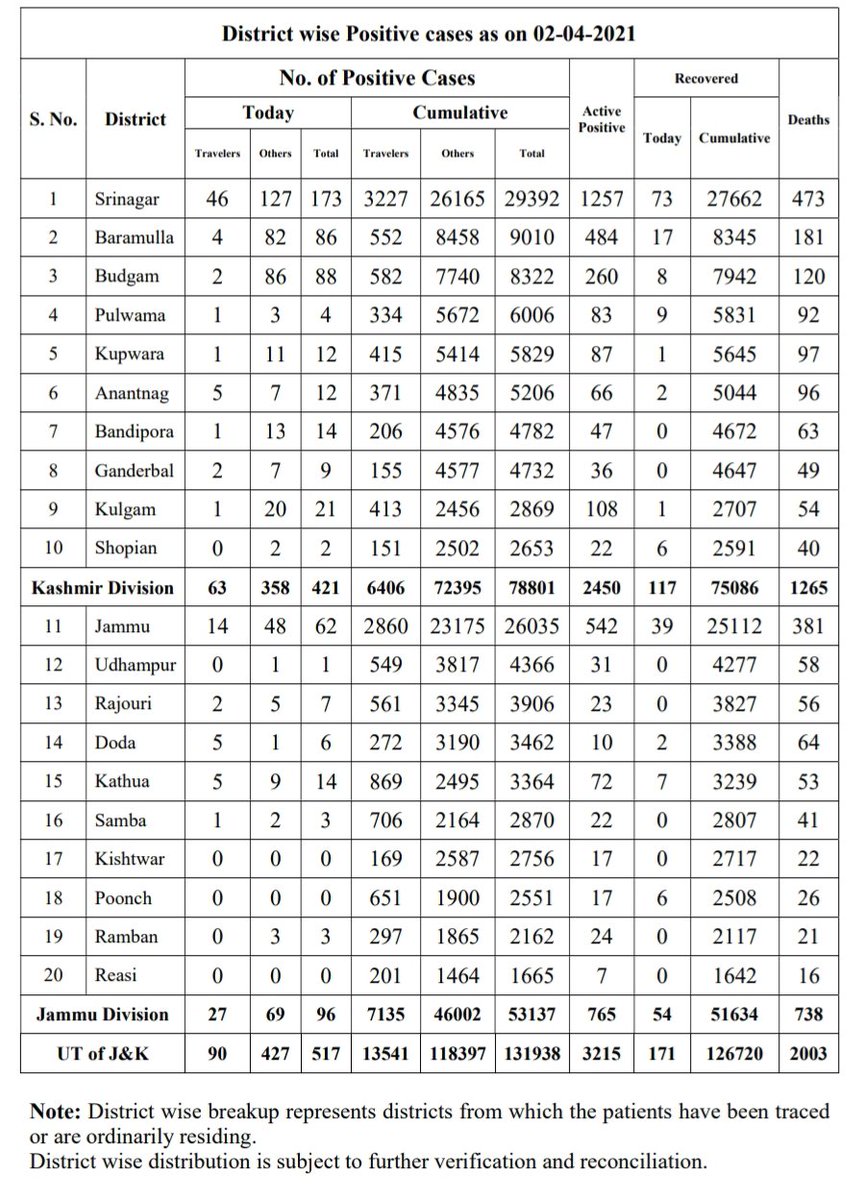 District wise Positive cases as on 02-04-2021
S. No. District No. of Positive Cases Active Positive Recovered Deaths
Today Cumulative Today Cumulative
Travelers Others Total Travelers Others Total
1 Srinagar 46 127 173 3227 26165 29392 1257 73 27662 473
2 Baramulla 4 82 86 552 8458 9010 484 17 8345 181
3 Budgam 2 86 88 582 7740 8322 260 8 7942 120
4 Pulwama 1 3 4 334 5672 6006 83 9 5831 92
5 Kupwara 1 11 12 415 5414 5829 87 1 5645 97
6 Anantnag 5 7 12 371 4835 5206 66 2 5044 96
7 Bandipora 1 13 14 206 4576 4782 47 0 4672 63
8 Ganderbal 2 7 9 155 4577 4732 36 0 4647 49
9 Kulgam 1 20 21 413 2456 2869 108 1 2707 54
10 Shopian 0 2 2 151 2502 2653 22 6 2591 40
Kashmir Division 63 358 421 6406 72395 78801 2450 117 75086 1265
11 Jammu 14 48 62 2860 23175 26035 542 39 25112 381
12 Udhampur 0 1 1 549 3817 4366 31 0 4277 58
13 Rajouri 2 5 7 561 3345 3906 23 0 3827 56
14 Doda 5 1 6 272 3190 3462 10 2 3388 64
15 Kathua 5 9 14 869 2495 3364 72 7 3239 53
16 Samba 1 2 3 706 2164 2870 22 0 2807 41
17 Kishtwar 0 0 0 169 2587 2756 17 0 2717 22
18 Poonch 0 0 0 651 1900 2551 17 6 2508 26
19 Ramban 0 3 3 297 1865 2162 24 0 2117 21
20 Reasi 0 0 0 201 1464 1665 7 0 1642 16
Jammu Division 27 69 96 7135 46002 53137 765 54 51634 738
UT of J&K 90 427 517 13541 118397 131938 3215 171 126720 2003
Note: District wise breakup represents districts from which the patients have been traced
or are ordinarily residing.
District wise distribution is subject to further verification and reconciliation.